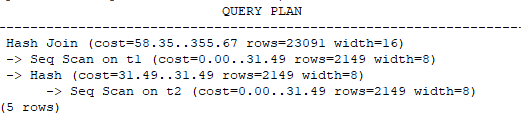 QUERY PLAN
--------------------------------------------------------------------------
Hash Join (cost=58.35..355.67 rows=23091 width=16)
-> Seq Scan on t1 (cost=0.00..31.49 rows=2149 width=8)
-> Hash (cost=31.49..31.49 rows=2149 width=8)
-> Seq Scan on t2 (cost=0.00..31.49 rows=2149 width=8)
(5 rows)